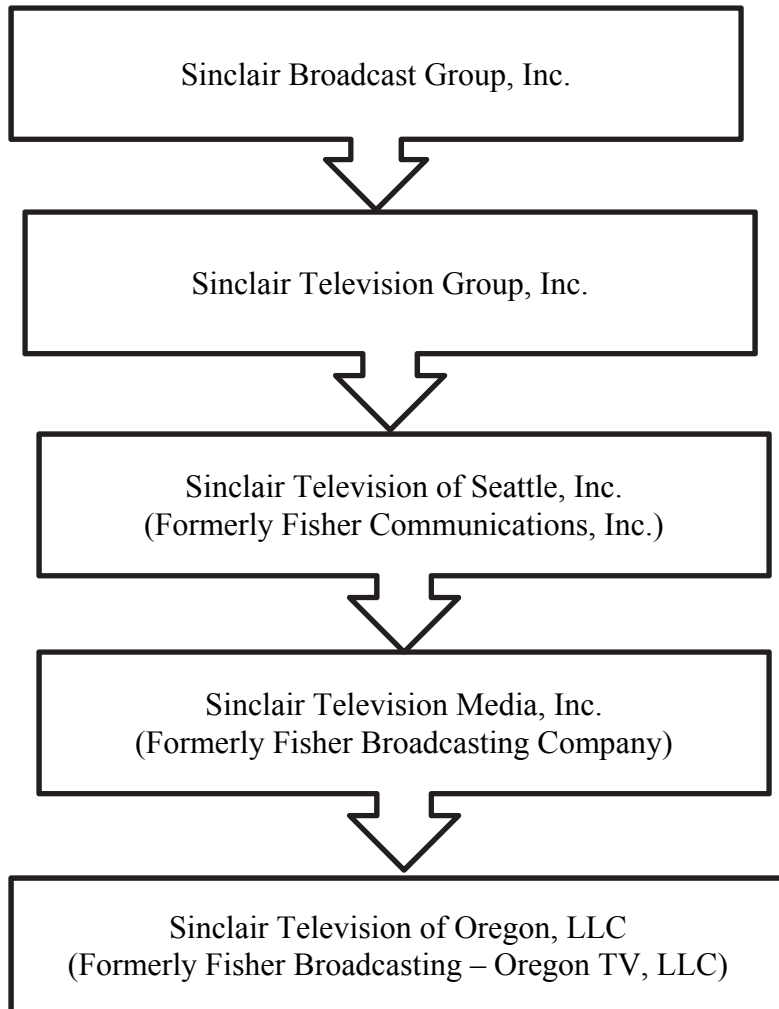 Sinclair Broadcast Group, Inc.
Sinclair Television Group, Inc.
Sinclair Television of Seattle, Inc.
(Formerly Fisher Communications, Inc.)
Sinclair Television Media, Inc.
(Formerly Fisher Broadcasting Company)
Sinclair Television of Oregon, LLC
(Formerly Fisher Broadcasting – Oregon TV, LLC)